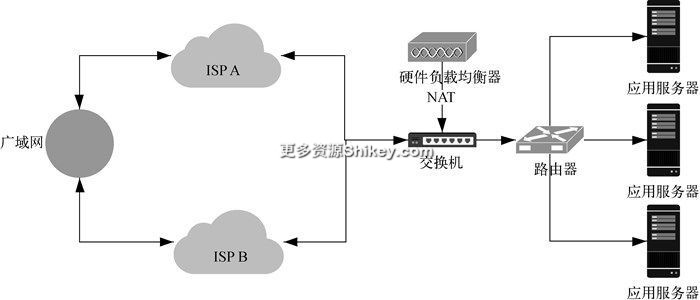 ISP A
硬件负载均衡器
NAT
应用服务器
广域网
更多资源Shikey.com
交换机
路由器
应用服务器
ISP B
应用服务器